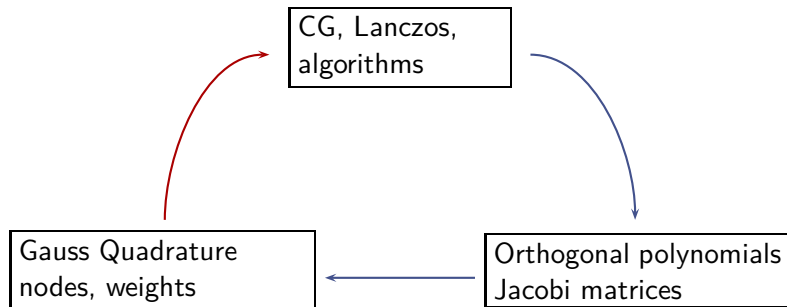 CG, Lanczos,
algorithms
Gauss Quadrature
nodes, weights
Orthogonal polynomials
Jacobi matrices